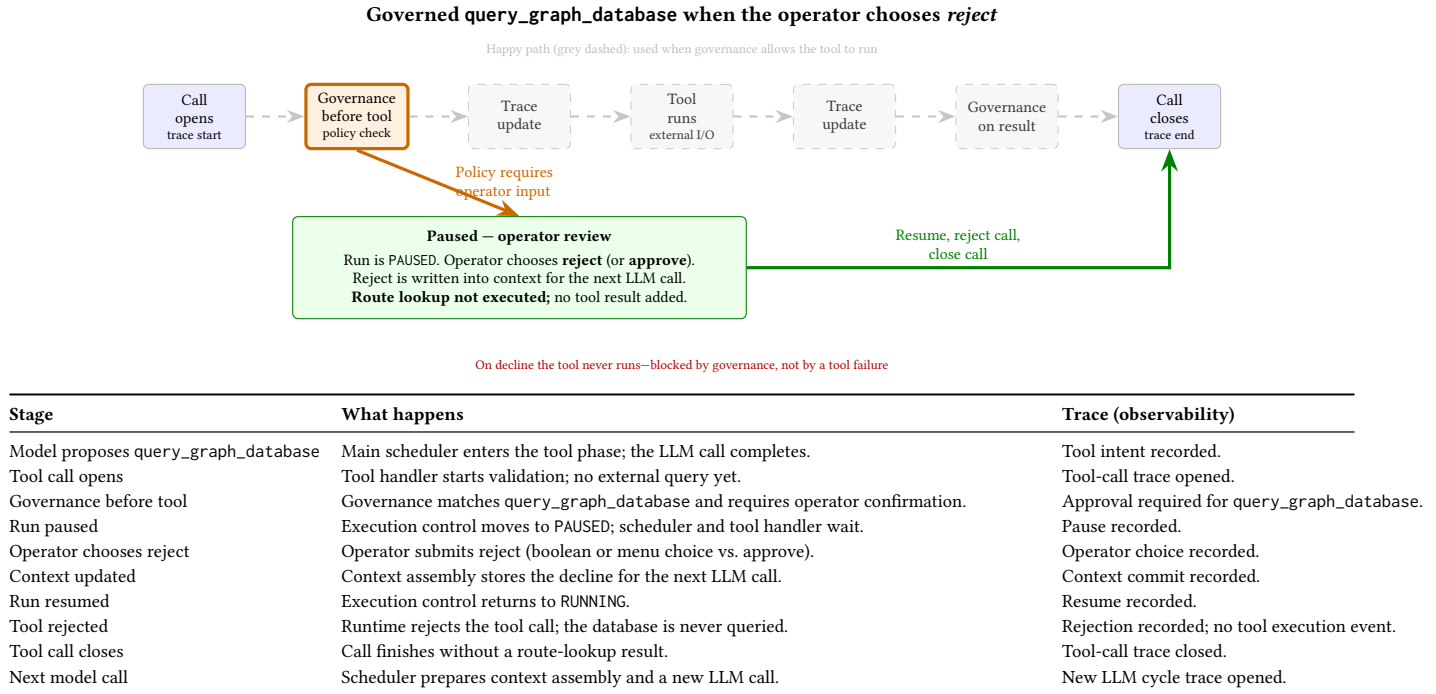 Governed query_graph_database when the operator chooses reject
Happy path (grey dashed): used when governance allows the tool to run
Call
opens
trace start
Governance
before tool
policy check
Trace
update
Tool
runs
external I/O
Trace
update
Governance
on result
Call
closes
trace end
Policy requires
operator input
Paused — operator review
Run is PAUSED. Operator chooses reject (or approve).
Reject is written into context for the next LLM call.
Route lookup not executed; no tool result added.
Resume, reject call,
close call
On decline the tool never runs—blocked by governance, not by a tool failure
Stage What happens Trace (observability)
Model proposes query_graph_database Main scheduler enters the tool phase; the LLM call completes. Tool intent recorded.
Tool call opens Tool handler starts validation; no external query yet. Tool-call trace opened.
Governance before tool Governance matches query_graph_database and requires operator confirmation. Approval required for query_graph_database.
Run paused Execution control moves to PAUSED; scheduler and tool handler wait. Pause recorded.
Operator chooses reject Operator submits reject (boolean or menu choice vs. approve). Operator choice recorded.
Context updated Context assembly stores the decline for the next LLM call. Context commit recorded.
Run resumed Execution control returns to RUNNING. Resume recorded.
Tool rejected Runtime rejects the tool call; the database is never queried. Rejection recorded; no tool execution event.
Tool call closes Call finishes without a route-lookup result. Tool-call trace closed.
Next model call Scheduler prepares context assembly and a new LLM call. New LLM cycle trace opened.